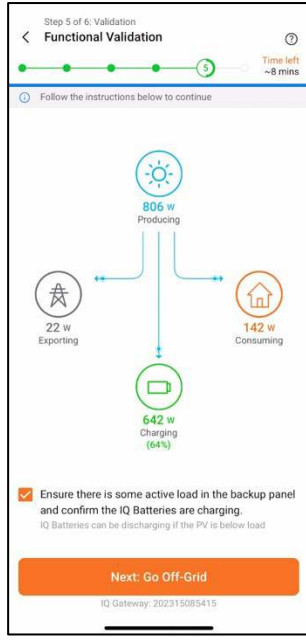 Step 5 of 6: Validation
Functional Validation
5
Time left
~8 mins
Follow the instructions below to continue
806 W
Producing
22 W
Exporting
142 W
Consuming
642 W
Charging
(64%)
Ensure there is some active load in the backup panel
and confirm the IQ Batteries are charging.
IQ Batteries can be discharging if the PV is below load
Next: Go Off-Grid
IQ Gateway: 202315085415